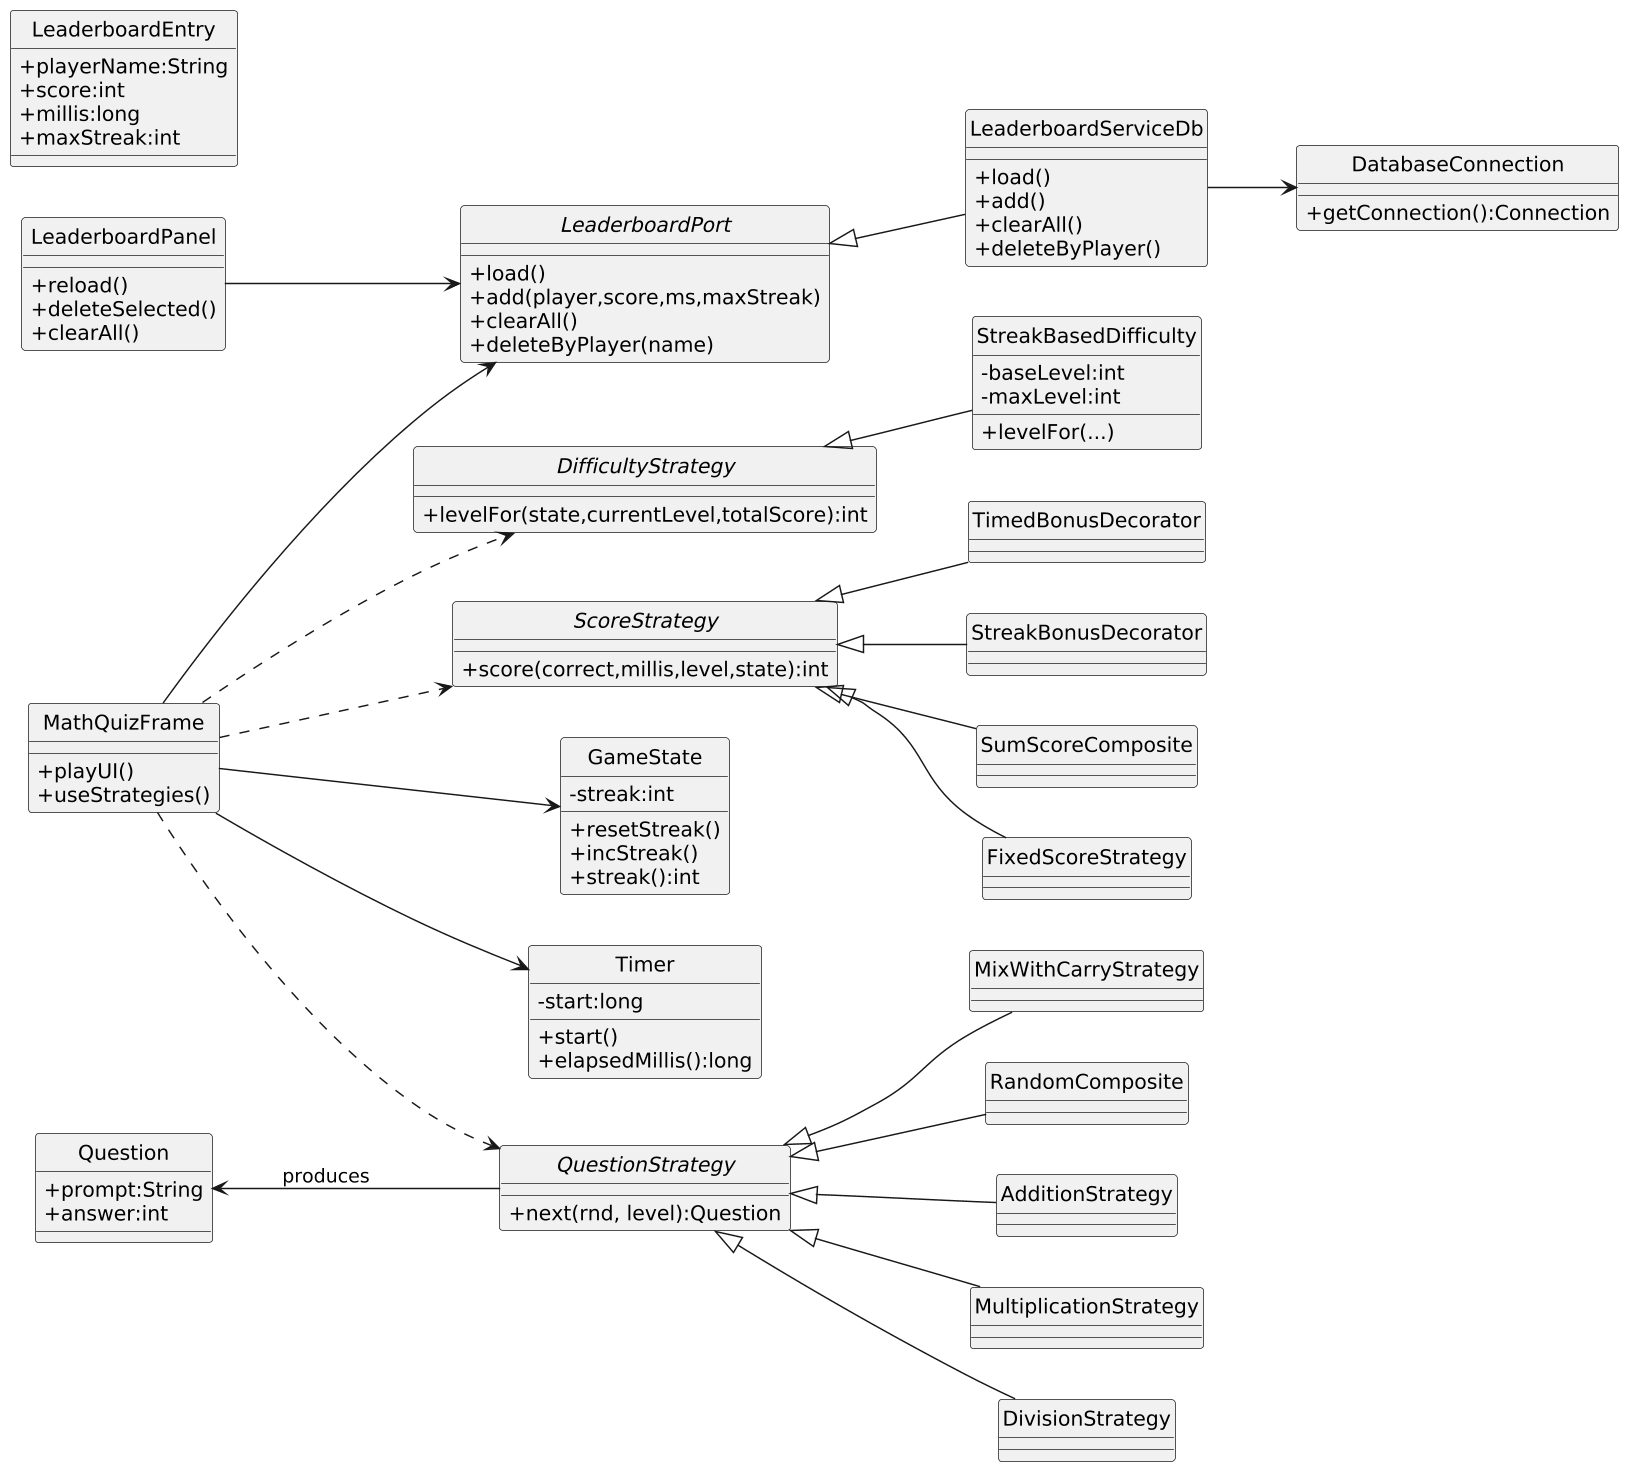 LeaderboardEntry
+playerName:String
+score:int
+millis:long
+maxStreak:int
LeaderboardPanel
+reload()
+deleteSelected()
+clearAll()
LeaderboardPort
+load()
+add(player,score,ms,maxStreak)
+clearAll()
+deleteByPlayer(name)
LeaderboardServiceDb
+load()
+add()
+clearAll()
+deleteByPlayer()
DatabaseConnection
+getConnection():Connection
StreakBasedDifficulty
-baseLevel:int
-maxLevel:int
+levelFor(...)
DifficultyStrategy
+levelFor(state,currentLevel,totalScore):int
TimedBonusDecorator
ScoreStrategy
+score(correct,millis,level,state):int
StreakBonusDecorator
SumScoreComposite
FixedScoreStrategy
MathQuizFrame
+playUI()
+useStrategies()
GameState
-streak:int
+resetStreak()
+incStreak()
+streak():int
Timer
-start:long
+start()
+elapsedMillis():long
MixWithCarryStrategy
RandomComposite
Question
+prompt:String
+answer:int
produces
QuestionStrategy
+next(rnd, level):Question
AdditionStrategy
MultiplicationStrategy
DivisionStrategy